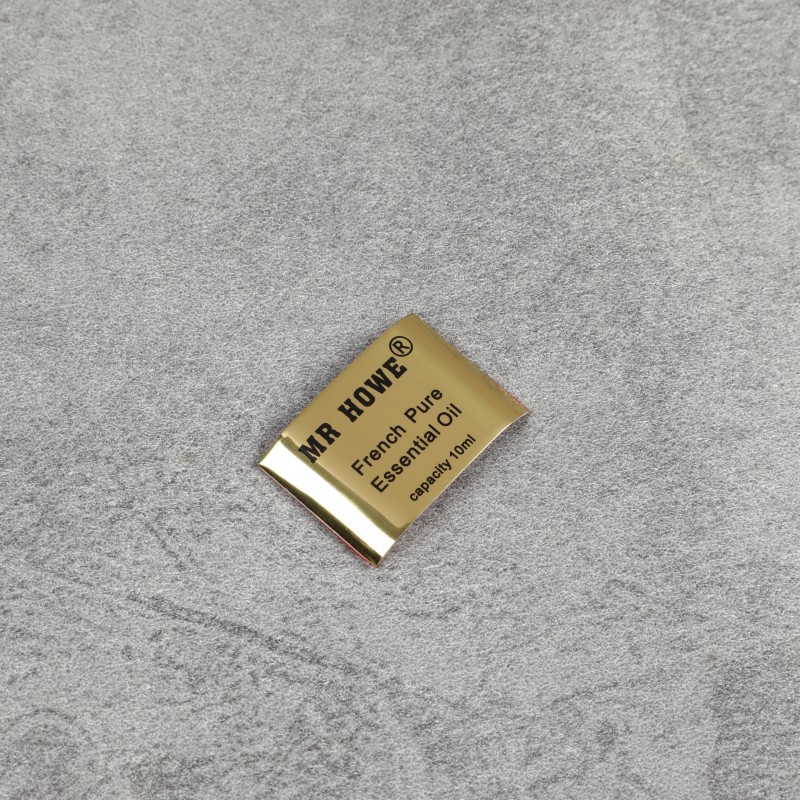 MR HOWE®
French Pure
Essential Oil
capacity 10ml